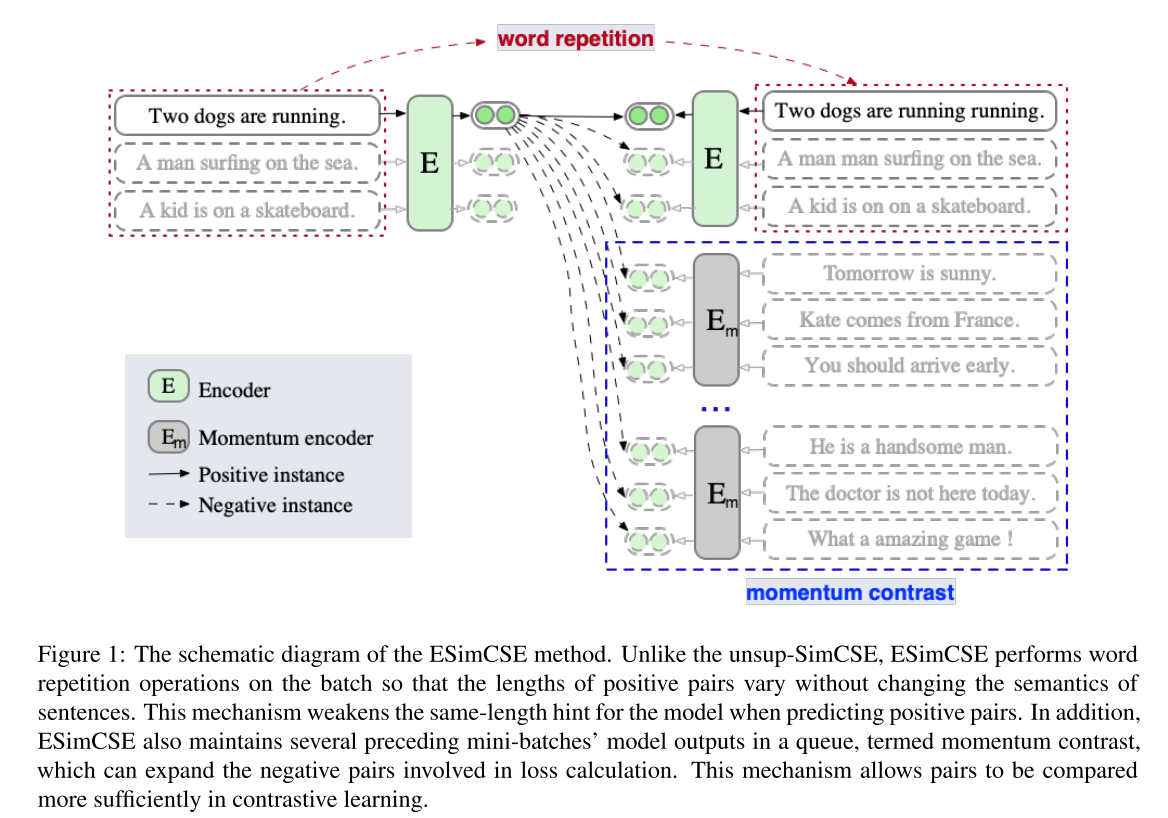 word repetition
Two dogs are running.
A man surfing on the sea.
A kid is on a skateboard.
E
E
Two dogs are running running.
A man man surfing on the sea.
A kid is on on a skateboard.
Em
Tomorrow is sunny.
Kate comes from France.
You should arrive early.
...
Em
He is a handsome man.
The doctor is not here today.
What a amazing game !
momentum contrast
E Encoder
Em Momentum encoder
Positive instance
Negative instance
Figure 1: The schematic diagram of the ESimCSE method. Unlike the unsup-SimCSE, ESimCSE performs word
repetition operations on the batch so that the lengths of positive pairs vary without changing the semantics of
sentences. This mechanism weakens the same-length hint for the model when predicting positive pairs. In addition,
ESimCSE also maintains several preceding mini-batches' model outputs in a queue, termed momentum contrast,
which can expand the negative pairs involved in loss calculation. This mechanism allows pairs to be compared
more sufficiently in contrastive learning.